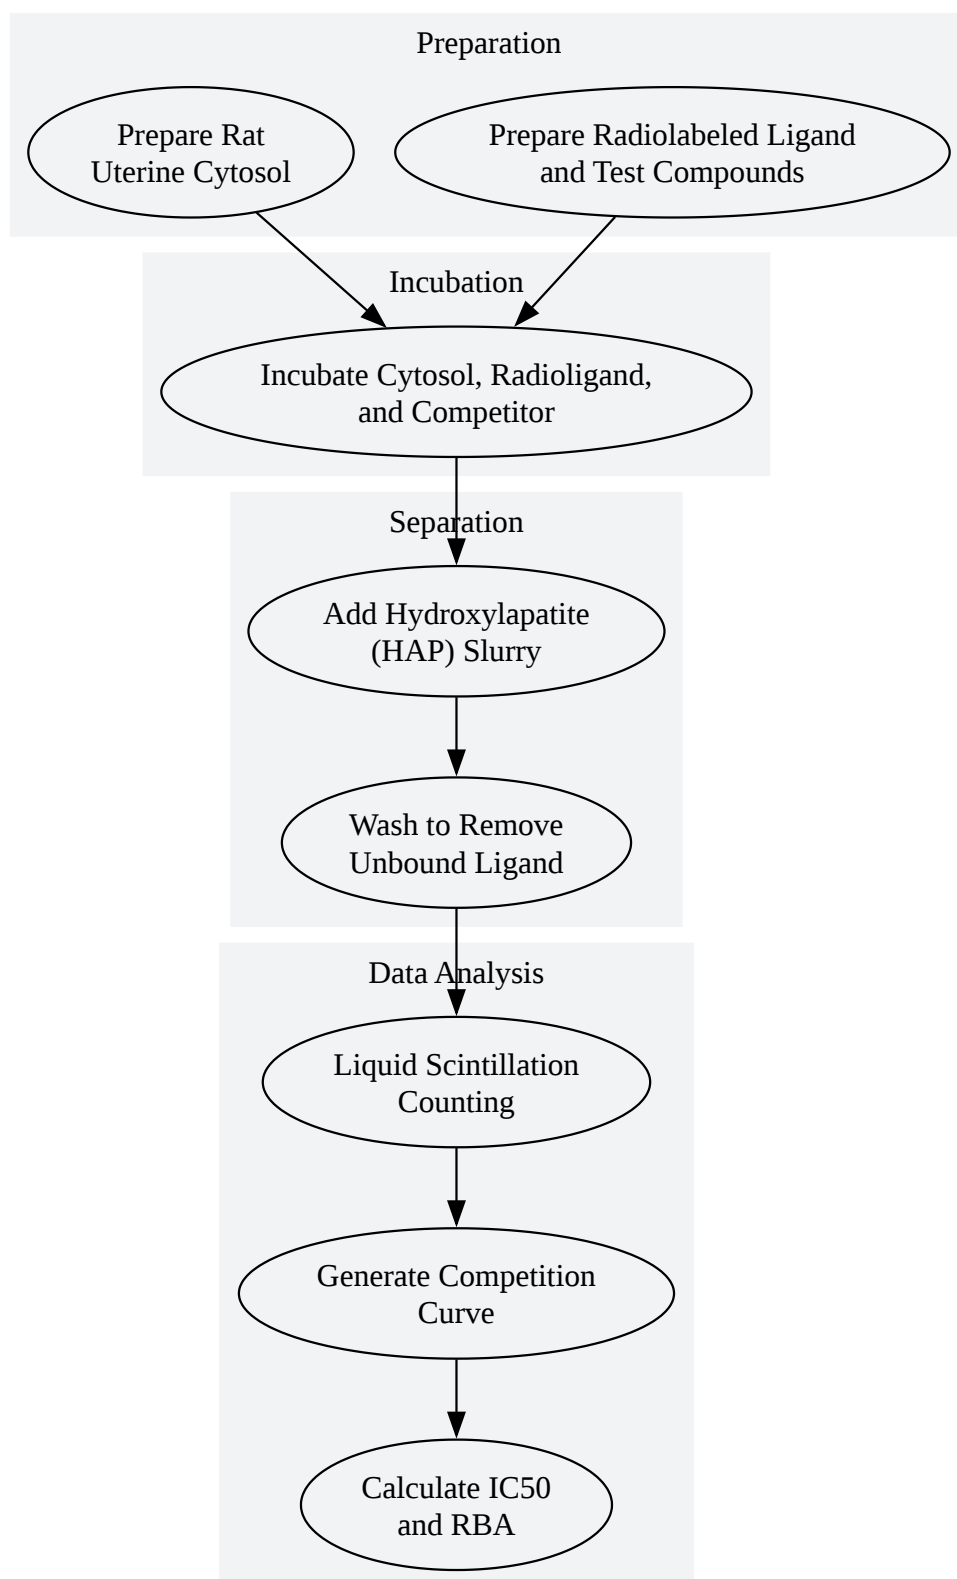 Preparation
Prepare Rat
Uterine Cytosol
Prepare Radiolabeled Ligand
and Test Compounds
Incubation
Incubate Cytosol, Radioligand,
and Competitor
Separation
Add Hydroxylapatite
(HAP) Slurry
Wash to Remove
Unbound Ligand
Data Analysis
Liquid Scintillation
Counting
Generate Competition
Curve
Calculate IC50
and RBA